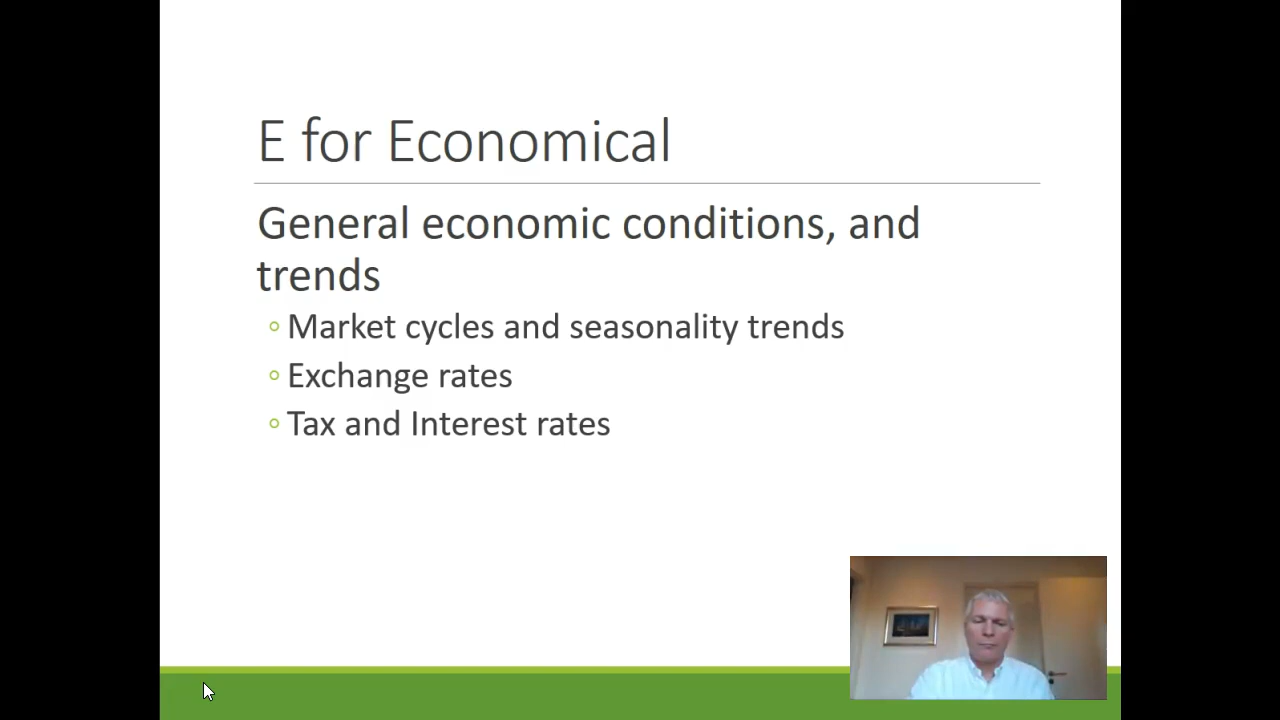 E for Economical
General economic conditions, and
trends
Market cycles and seasonality trends
Exchange rates
Tax and Interest rates